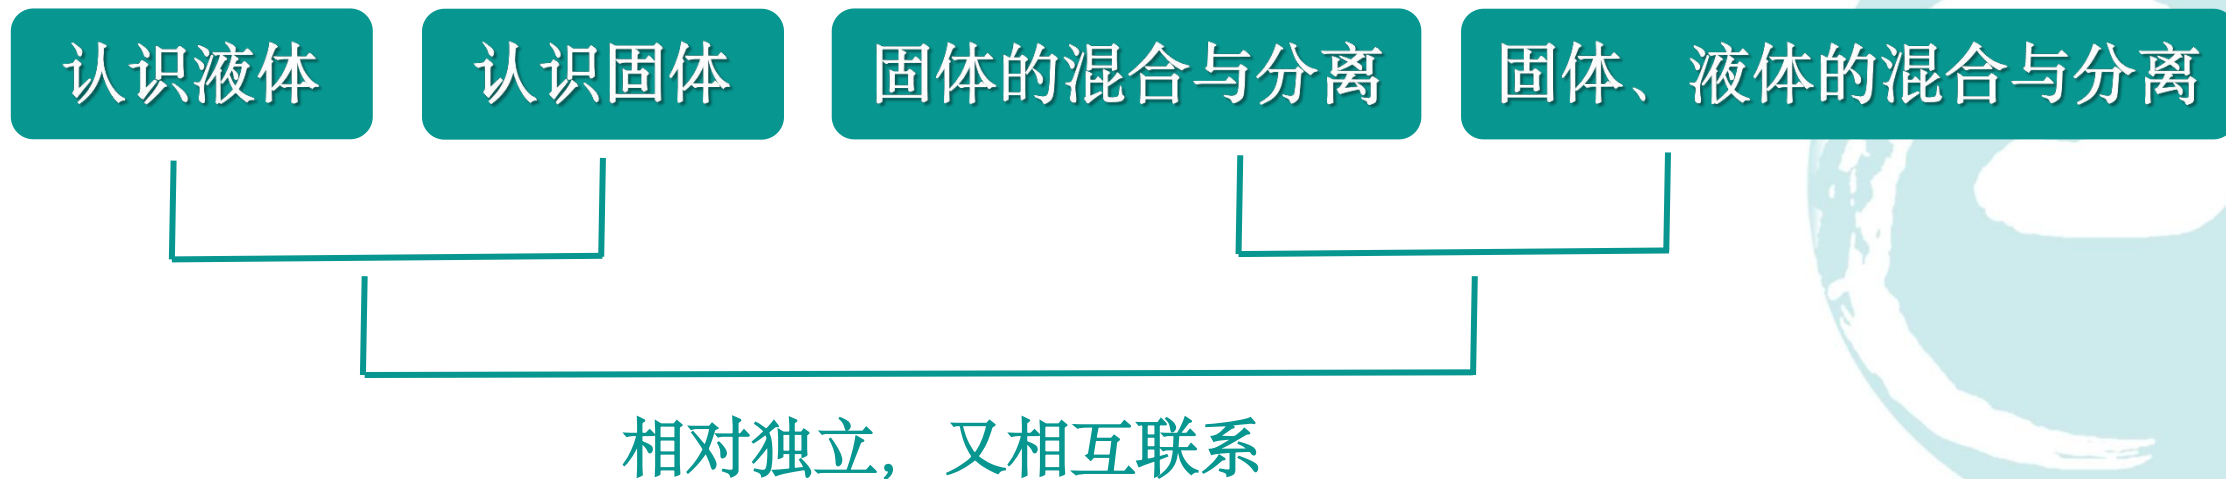 认识液体
认识固体
固体的混合与分离
固体、液体的混合与分离
相对独立，又相互联系